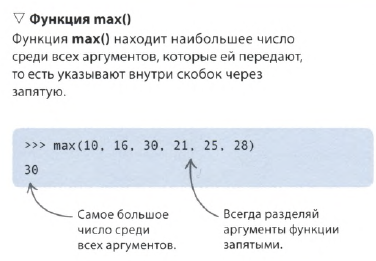 ▽ Функция max()
Функция max() находит наибольшее число
среди всех аргументов, которые ей передают,
то есть указывают внутри скобок через
запятую.
>>> max(10, 16, 30, 21, 25, 28)
30
Самое большое
число среди
всех аргументов.
Всегда разделяй
аргументы функции
запятыми.